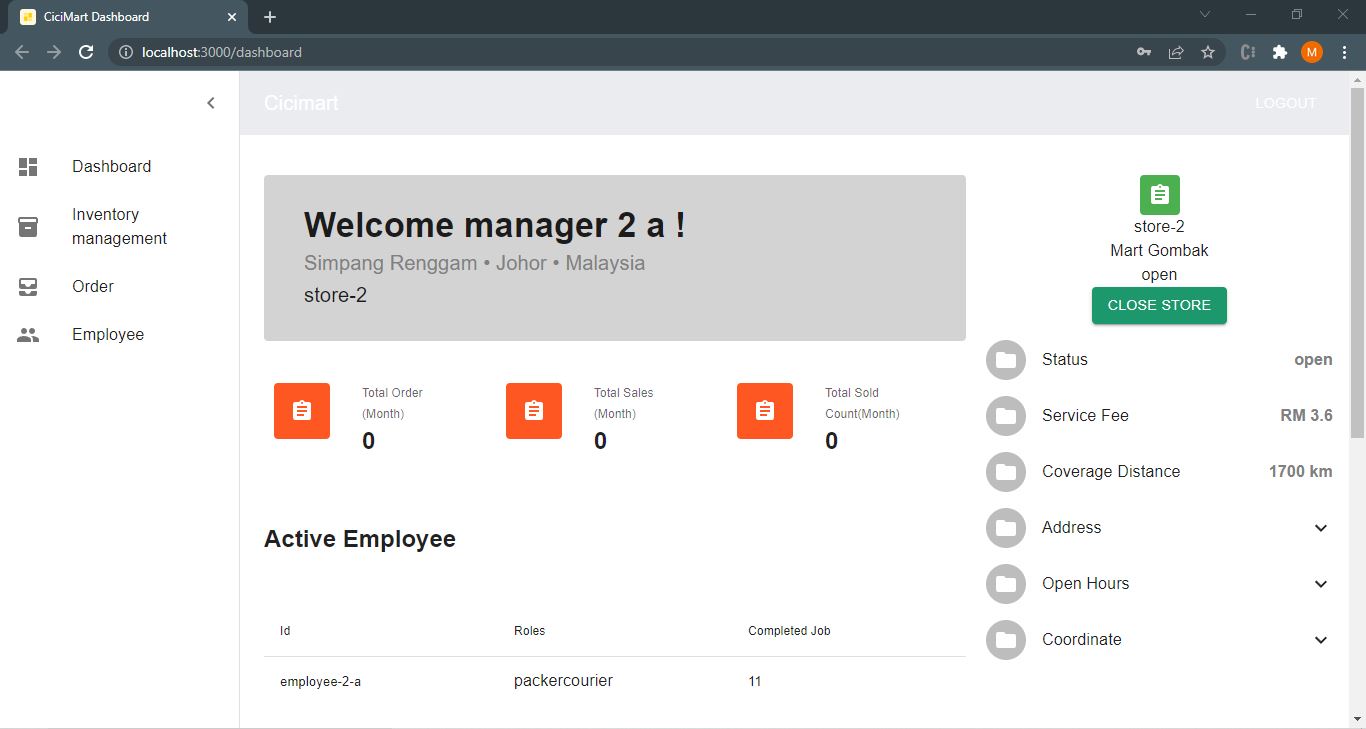 CiciMart Dashboard
localhost:3000/dashboard
M
Cicimart
LOGOUT
Dashboard
Inventory
management
Order
Employee
Welcome manager 2 a !
Simpang Renggam • Johor • Malaysia
store-2
Total Order
(Month)
0
Total Sales
(Month)
0
Total Sold
Count(Month)
0
Active Employee
Id Roles Completed Job
employee-2-a packercourier 11
store-2
Mart Gombak
open
CLOSE STORE
Status open
Service Fee RM 3.6
Coverage Distance 1700 km
Address
Open Hours
Coordinate